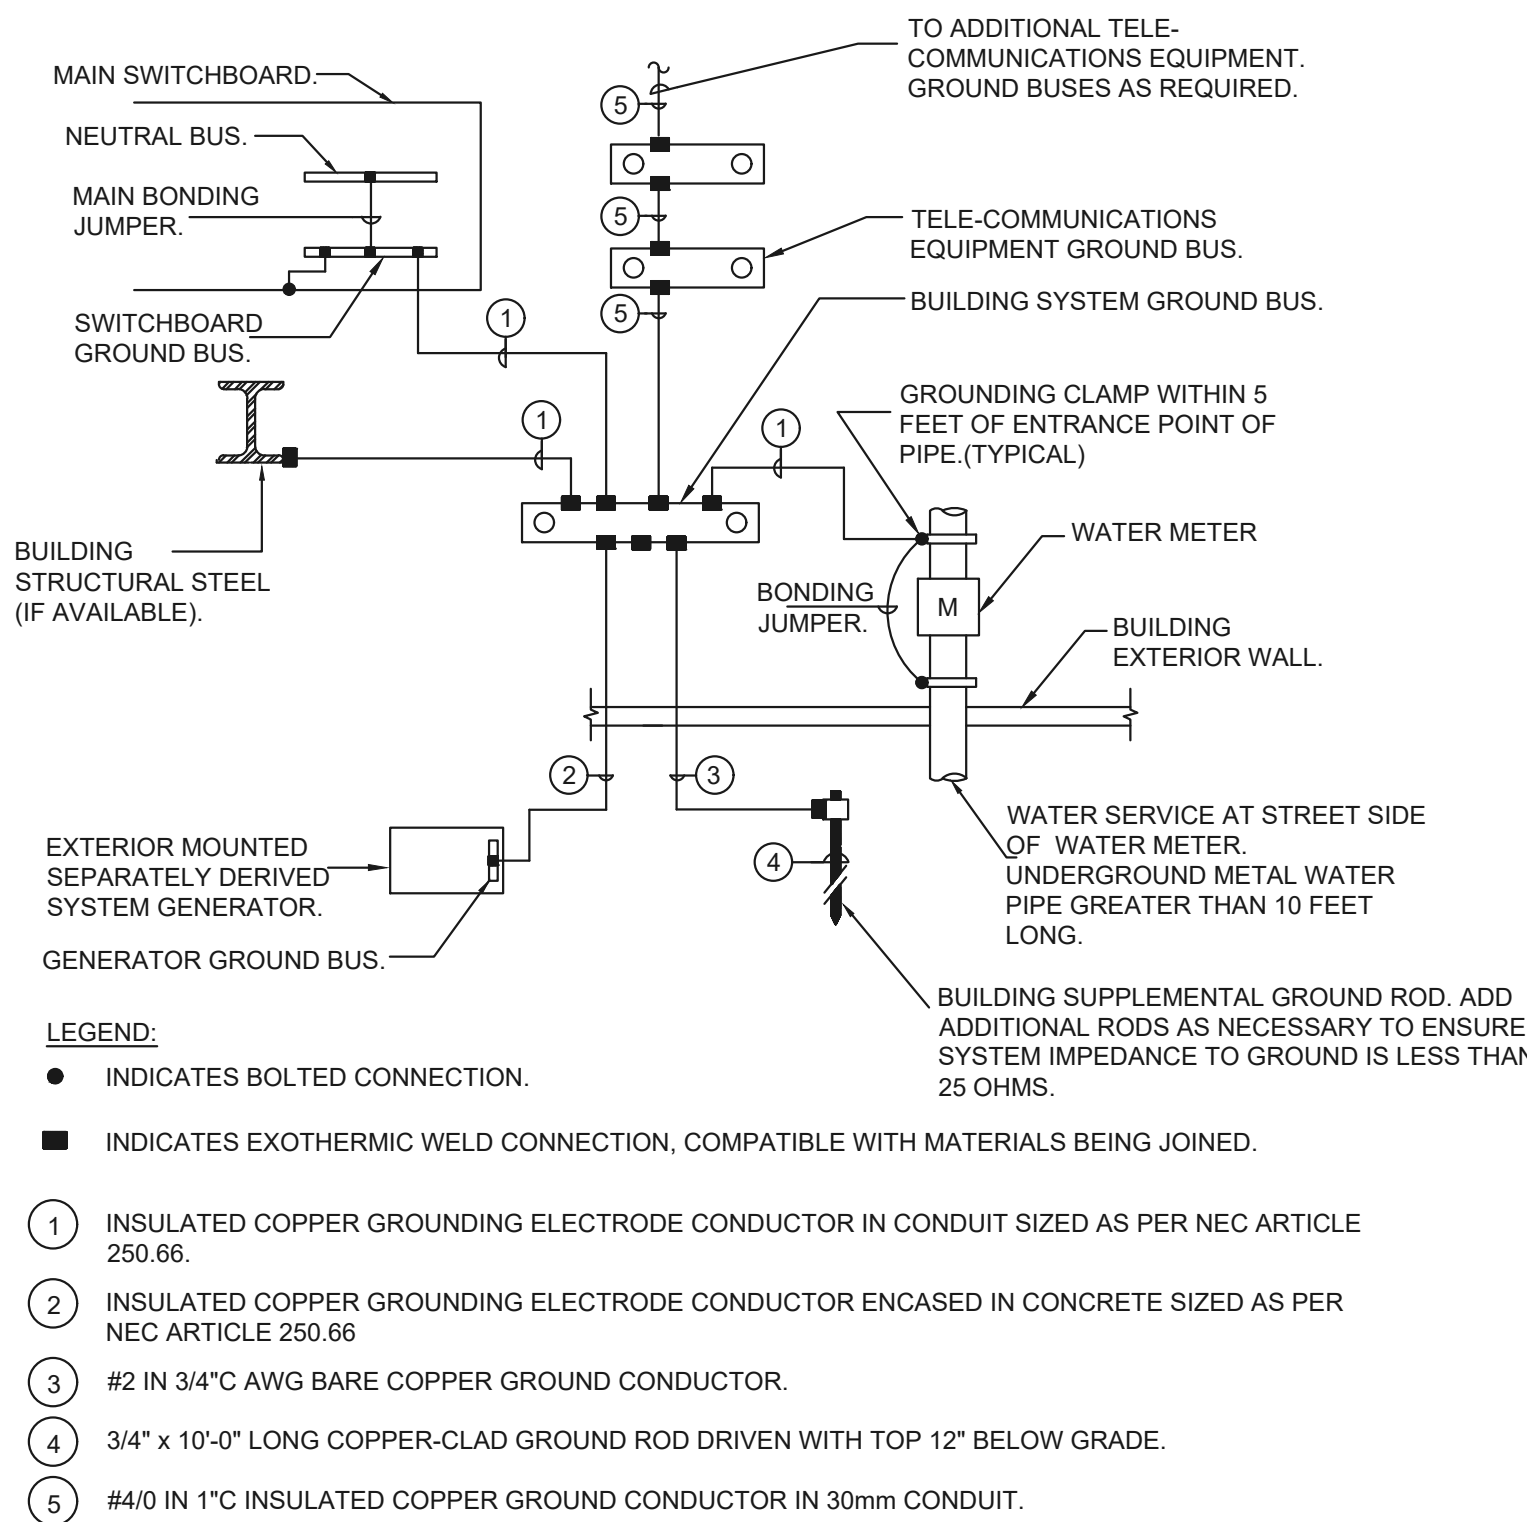 TO ADDITIONAL TELE-
COMMUNICATIONS EQUIPMENT.
GROUND BUSES AS REQUIRED.
MAIN SWITCHBOARD.
5
NEUTRAL BUS.
MAIN BONDING
JUMPER.
5
TELE-COMMUNICATIONS
EQUIPMENT GROUND BUS.
BUILDING SYSTEM GROUND BUS.
5
1
SWITCHBOARD
GROUND BUS.
GROUNDING CLAMP WITHIN 5
FEET OF ENTRANCE POINT OF
PIPE.(TYPICAL)
1
1
WATER METER
BUILDING
STRUCTURAL STEEL
(IF AVAILABLE).
BONDING
JUMPER.
M
BUILDING
EXTERIOR WALL.
2
3
WATER SERVICE AT STREET SIDE
OF WATER METER.
UNDERGROUND METAL WATER
PIPE GREATER THAN 10 FEET
LONG.
EXTERIOR MOUNTED
SEPARATELY DERIVED
SYSTEM GENERATOR.
4
GENERATOR GROUND BUS.
BUILDING SUPPLEMENTAL GROUND ROD. ADD
ADDITIONAL RODS AS NECESSARY TO ENSURE
SYSTEM IMPEDANCE TO GROUND IS LESS THAN
25 OHMS.
LEGEND:
INDICATES BOLTED CONNECTION.
INDICATES EXOTHERMIC WELD CONNECTION, COMPATIBLE WITH MATERIALS BEING JOINED.
1 INSULATED COPPER GROUNDING ELECTRODE CONDUCTOR IN CONDUIT SIZED AS PER NEC ARTICLE
250.66.
2 INSULATED COPPER GROUNDING ELECTRODE CONDUCTOR ENCASED IN CONCRETE SIZED AS PER
NEC ARTICLE 250.66
3 #2 IN 3/4"C AWG BARE COPPER GROUND CONDUCTOR.
4 3/4" x 10'-0" LONG COPPER-CLAD GROUND ROD DRIVEN WITH TOP 12" BELOW GRADE.
5 #4/0 IN 1"C INSULATED COPPER GROUND CONDUCTOR IN 30mm CONDUIT.